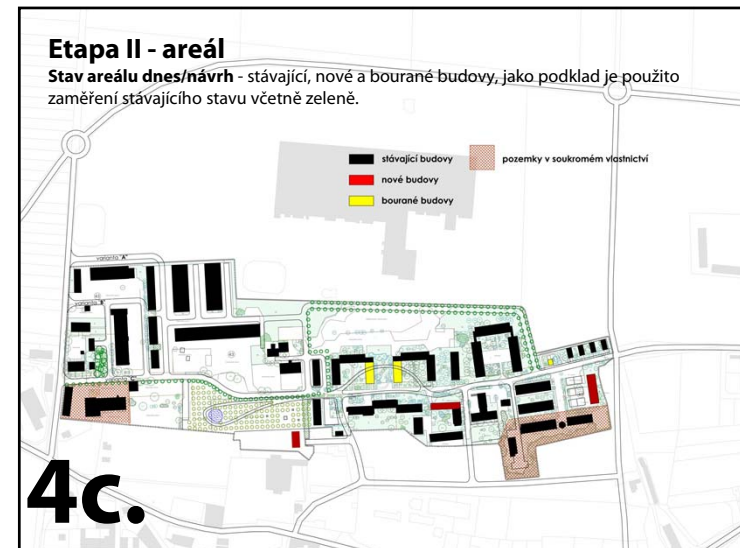 Etapa II - areál
Stav areálu dnes/návrh - stávající, nové a bourané budovy, jako podklad je použito
zaměření stávajícího stavu včetně zeleně.
stávající budovy
pozemky v soukromém vlastnictví
nové budovy
bourané budovy
varianta "A"
4c.